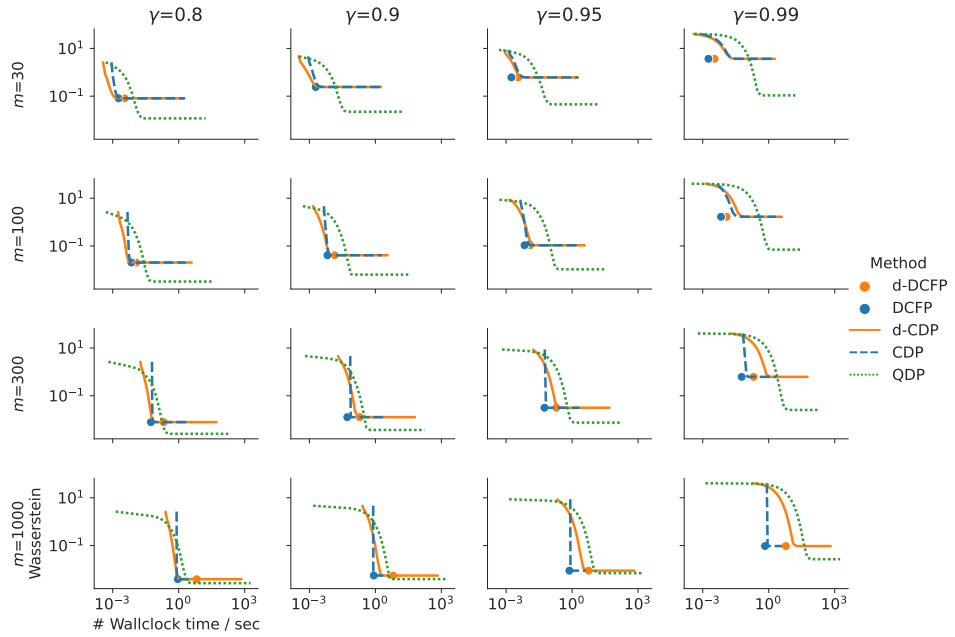 γ=0.8 γ=0.9 γ=0.95 γ=0.99
10¹
10⁻¹
m=30
10¹
10⁻¹
m=100
Method
d-DCFP
DCFP
d-CDP
CDP
QDP
10¹
10⁻¹
m=300
10¹
10⁻¹
m=1000
Wasserstein
10⁻³ 10⁰ 10³ 10⁻³ 10⁰ 10³ 10⁻³ 10⁰ 10³ 10⁻³ 10⁰ 10³
# Wallclock time / sec